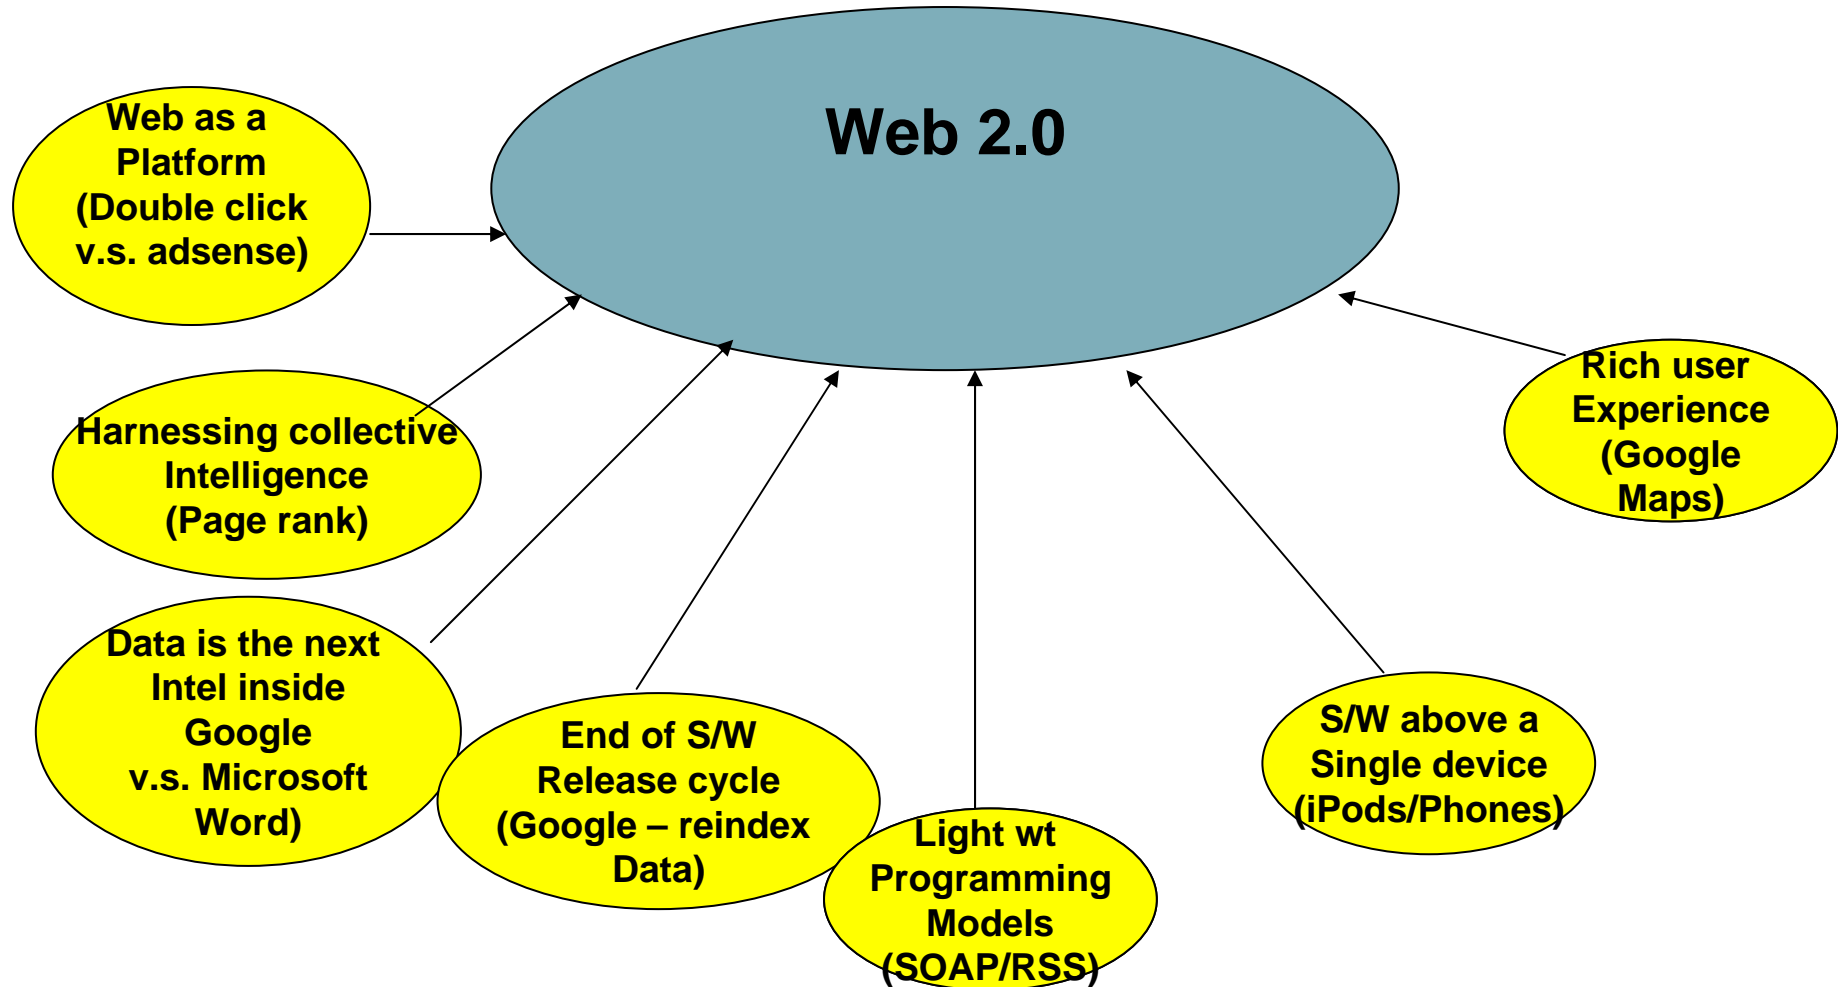 Web 2.0
Web as a
Platform
(Double click
v.s. adsense)
Harnessing collective
Intelligence
(Page rank)
Data is the next
Intel inside
Google
v.s. Microsoft
Word)
End of S/W
Release cycle
(Google – reindex
Data)
Light wt
Programming
Models
(SOAP/RSS)
S/W above a
Single device
(iPods/Phones)
Rich user
Experience
(Google
Maps)